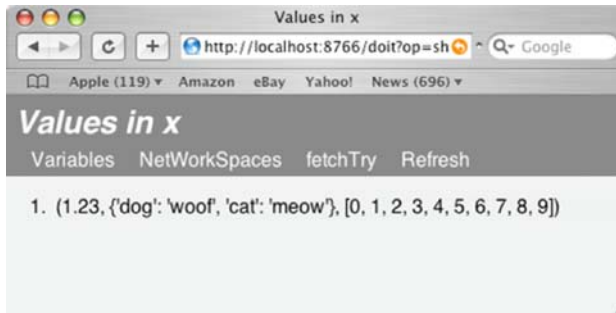 Values in x
http://localhost:8766/doit?op=sh
Google
Apple (119)
Amazon
eBay
Yahoo!
News (696)
Values in x
Variables
NetWorkSpaces
fetchTry
Refresh
1. (1.23, {'dog': 'woof', 'cat': 'meow'}, [0, 1, 2, 3, 4, 5, 6, 7, 8, 9])